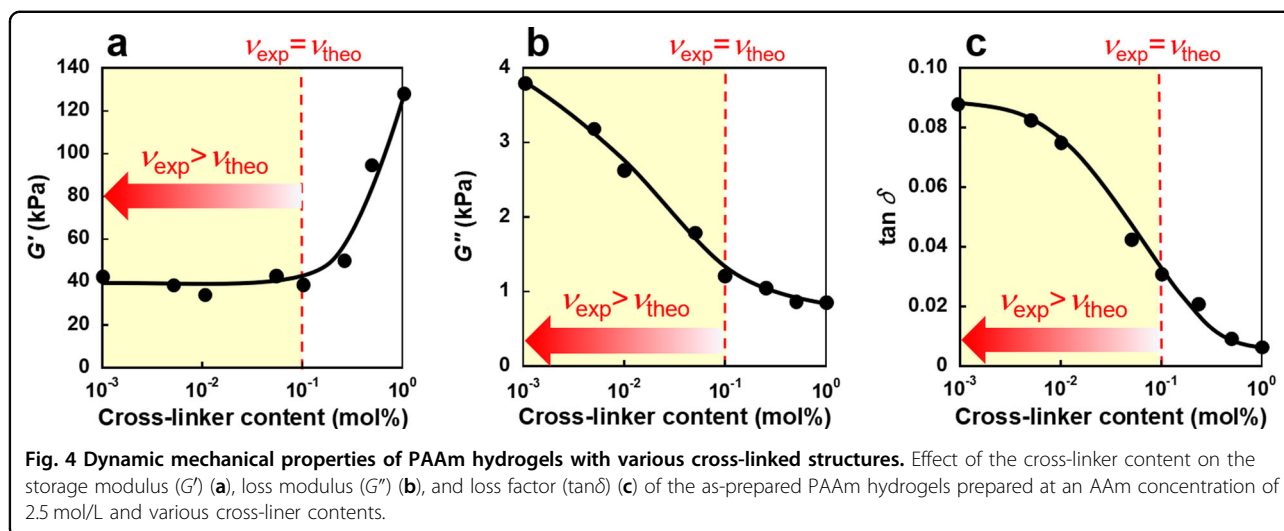 a
ν_exp = ν_theo
140
120
100
80
60
40
20
0
G′ (kPa)
ν_exp > ν_theo
10⁻³ 10⁻² 10⁻¹ 10⁰
Cross-linker content (mol%)
b
ν_exp = ν_theo
4
3
2
1
0
G″ (kPa)
ν_exp > ν_theo
10⁻³ 10⁻² 10⁻¹ 10⁰
Cross-linker content (mol%)
c
ν_exp = ν_theo
0.10
0.08
0.06
0.04
0.02
0
tan δ
ν_exp > ν_theo
10⁻³ 10⁻² 10⁻¹ 10⁰
Cross-linker content (mol%)
Fig. 4 Dynamic mechanical properties of PAAm hydrogels with various cross-linked structures. Effect of the cross-linker content on the
storage modulus (G′) (a), loss modulus (G″) (b), and loss factor (tanδ) (c) of the as-prepared PAAm hydrogels prepared at an AAm concentration of
2.5 mol/L and various cross-liner contents.